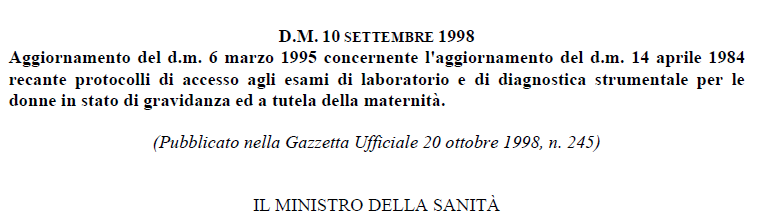 D.M. 10 SETTEMBRE 1998
Aggiornamento del d.m. 6 marzo 1995 concernente l'aggiornamento del d.m. 14 aprile 1984
recante protocolli di accesso agli esami di laboratorio e di diagnostica strumentale per le
donne in stato di gravidanza ed a tutela della maternità.
(Pubblicato nella Gazzetta Ufficiale 20 ottobre 1998, n. 245)
IL MINISTRO DELLA SANITÀ